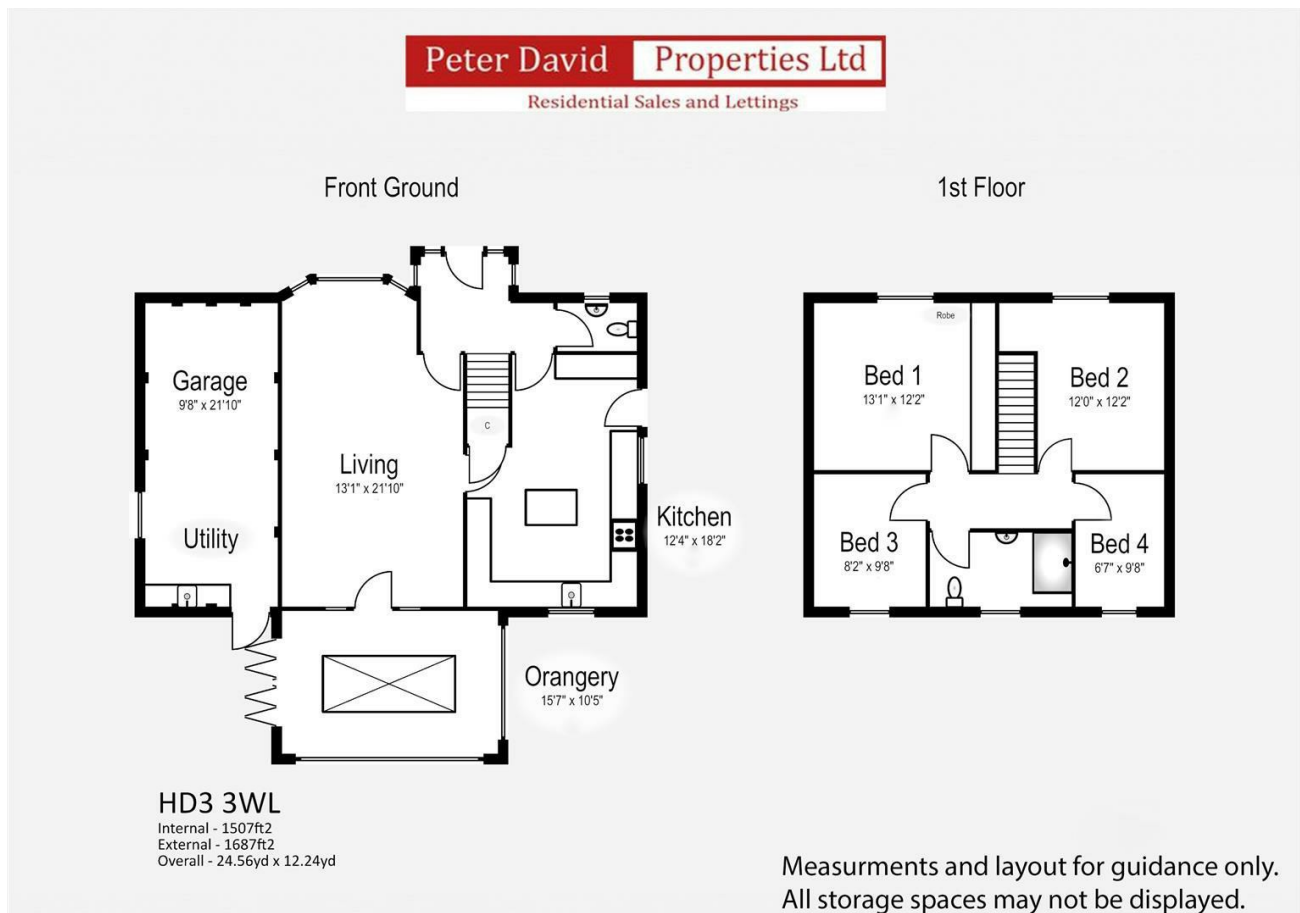 Peter David Properties Ltd
Residential Sales and Lettings
Front Ground
1st Floor
Garage
9'8" x 21'10"
Utility
Living
13'1" x 21'10"
C
Kitchen
12'4" x 18'2"
Orangery
15'7" x 10'5"
Robe
Bed 1
13'1" x 12'2"
Bed 2
12'0" x 12'2"
Bed 3
8'2" x 9'8"
Bed 4
6'7" x 9'8"
HD3 3WL
Internal - 1507ft2
External - 1687ft2
Overall - 24.56yd x 12.24yd
Measurments and layout for guidance only.
All storage spaces may not be displayed.